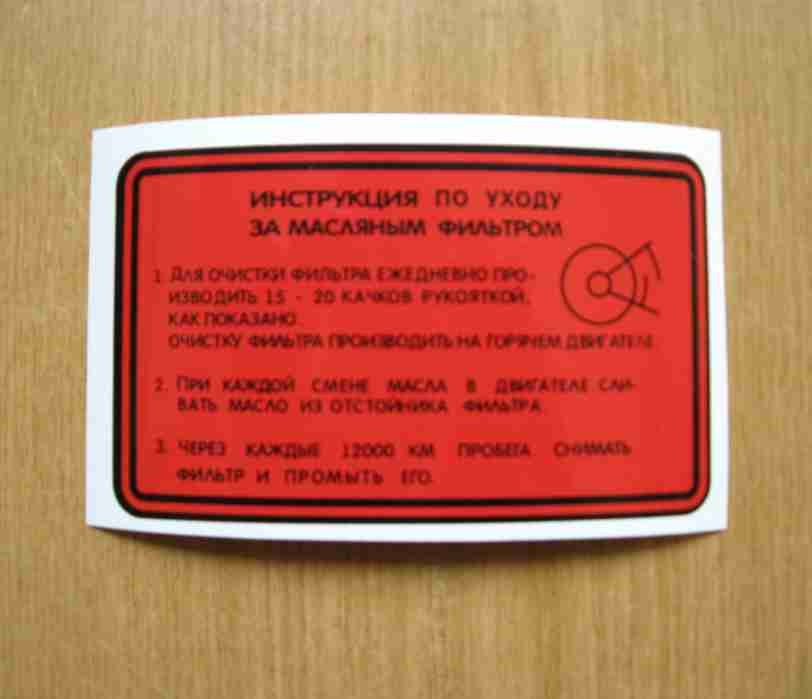 ИНСТРУКЦИЯ ПО УХОДУ
ЗА МАСЛЯНЫМ ФИЛЬТРОМ
1. ДЛЯ ОЧИСТКИ ФИЛЬТРА ЕЖЕДНЕВНО ПРО-
ИЗВОДИТЬ 15 - 20 КАЧКОВ РУКОЯТКОЙ,
КАК ПОКАЗАНО.
ОЧИСТКУ ФИЛЬТРА ПРОИЗВОДИТЬ НА ГОРЯЧЕМ ДВИГАТЕЛЕ
2. ПРИ КАЖДОЙ СМЕНЕ МАСЛА В ДВИГАТЕЛЕ СЛИ-
ВАТЬ МАСЛО ИЗ ОТСТОЙНИКА ФИЛЬТРА.
3. ЧЕРЕЗ КАЖДЫЕ 12000 КМ ПРОБЕГА СНИМАТЬ
ФИЛЬТР И ПРОМЫТЬ ЕГО.